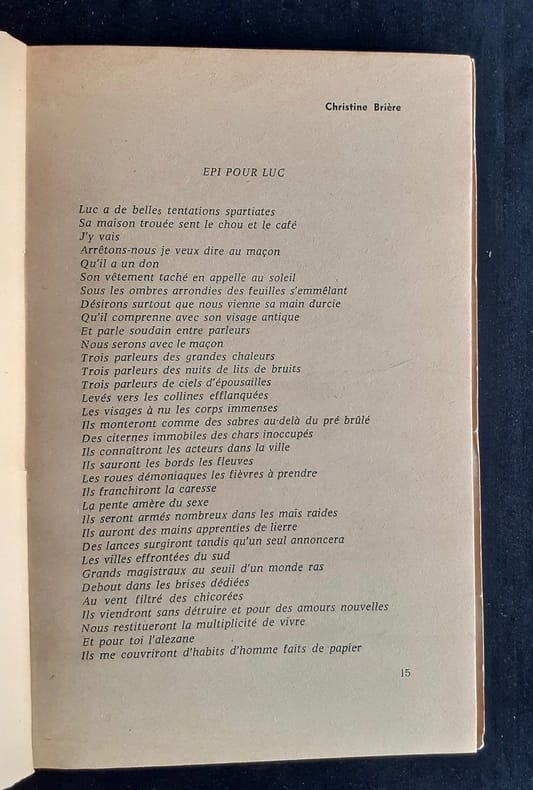 Christine Brière
EPI POUR LUC
Luc a de belles tentations spartiates
Sa maison trouée sent le chou et le café
J'y vais
Arrêtons-nous je veux dire au maçon
Qu'il a un don
Son vêtement taché en appelle au soleil
Sous les ombres arrondies des feuilles s'emmêlant
Désirons surtout que nous vienne sa main durcie
Qu'il comprenne avec son visage antique
Et parle soudain entre parleurs
Nous serons avec le maçon
Trois parleurs des grandes chaleurs
Trois parleurs des nuits de lits de bruits
Trois parleurs de ciels d'épousailles
Levés vers les collines efflanquées
Les visages à nu les corps immenses
Ils monteront comme des sabres au-delà du pré brûlé
Des citernes immobiles des chars inoccupés
Ils connaîtront les acteurs dans la ville
Ils sauront les bords les fleuves
Les roues démoniaques les fièvres à prendre
Ils franchiront la caresse
La pente amère du sexe
Ils seront armés nombreux dans les maïs raides
Ils auront des mains apprenties de lierre
Des lances surgiront tandis qu'un seul annoncera
Les villes effrontées du sud
Grands magistraux au seuil d'un monde ras
Debout dans les brises dédiées
Au vent filtré des chicorées
Ils viendront sans détruire et pour des amours nouvelles
Nous restitueront la multiplicité de vivre
Et pour toi l'alezane
Ils me couvriront d'habits d'homme faits de papier
15